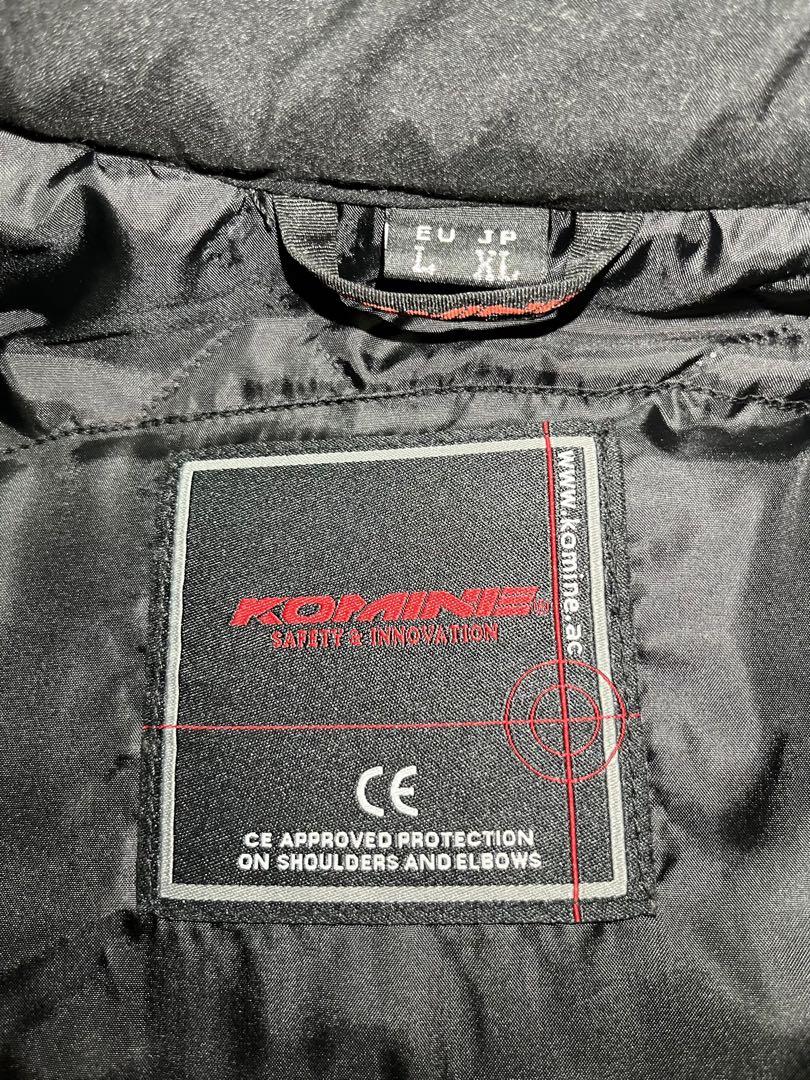 EU JP
L XL
www.komine.ac
KOMINE®
SAFETY & INNOVATION
CE
CE APPROVED PROTECTION
ON SHOULDERS AND ELBOWS